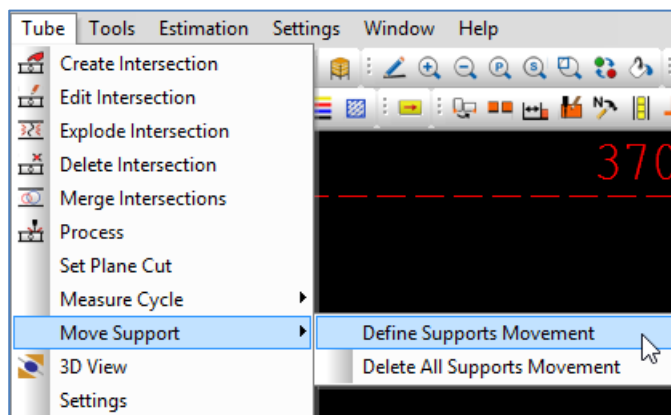 Tube Tools Estimation Settings Window Help
Create Intersection
Edit Intersection
Explode Intersection
Delete Intersection
Merge Intersections
Process
Set Plane Cut
Measure Cycle
Move Support
3D View
Settings
Define Supports Movement
Delete All Supports Movement
370